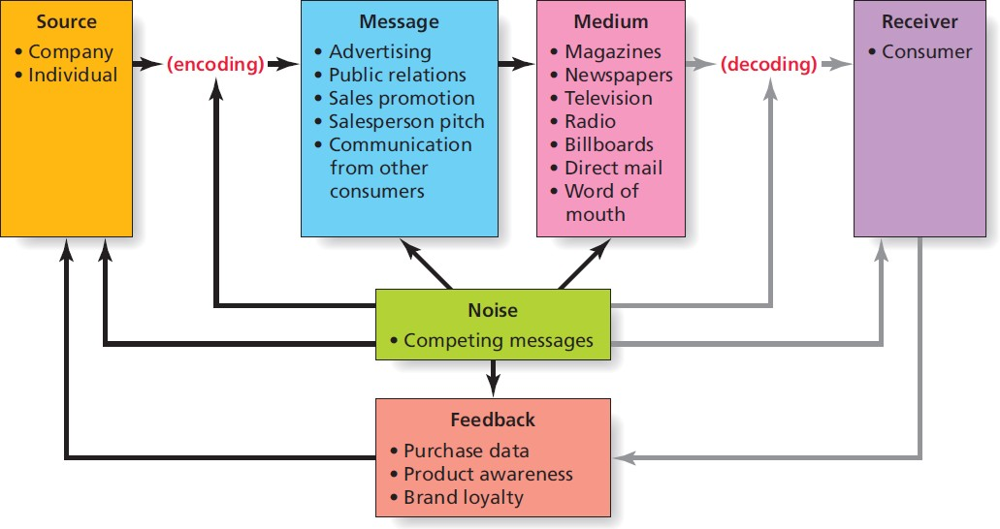 Source
• Company
• Individual
(encoding)
Message
• Advertising
• Public relations
• Sales promotion
• Salesperson pitch
• Communication
from other
consumers
Medium
• Magazines
• Newspapers
• Television
• Radio
• Billboards
• Direct mail
• Word of
mouth
(decoding)
Receiver
• Consumer
Noise
• Competing messages
Feedback
• Purchase data
• Product awareness
• Brand loyalty